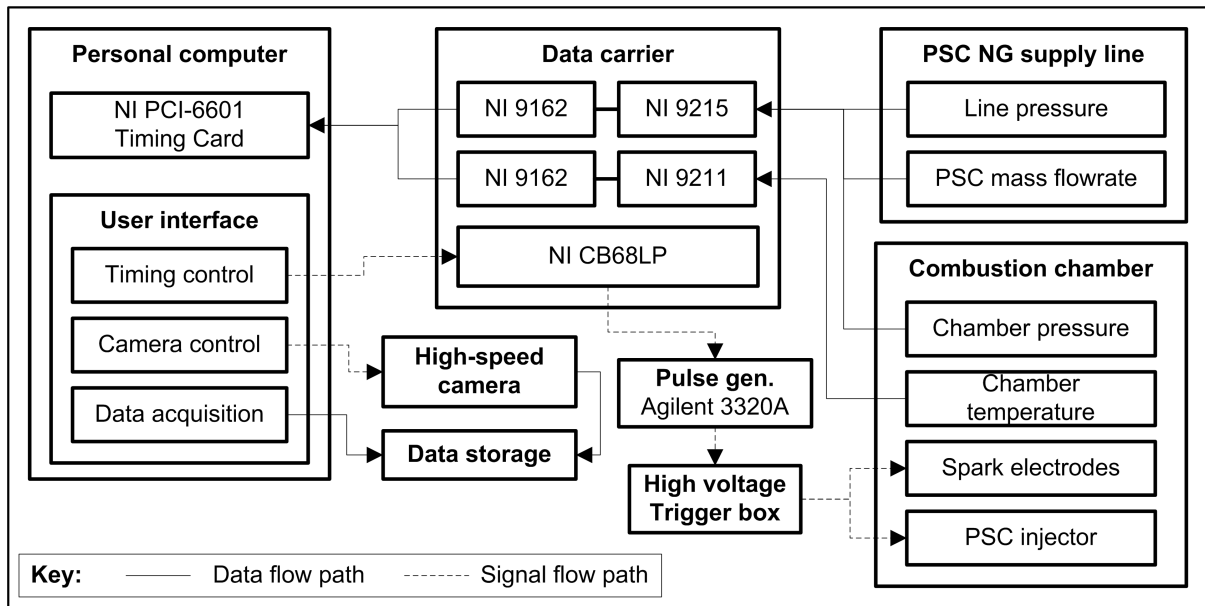 Personal computer
NI PCI-6601
Timing Card
User interface
Timing control
Camera control
Data acquisition
Data carrier
NI 9162
NI 9215
NI 9162
NI 9211
NI CB68LP
High-speed
camera
Data storage
Pulse gen.
Agilent 3320A
High voltage
Trigger box
PSC NG supply line
Line pressure
PSC mass flowrate
Combustion chamber
Chamber pressure
Chamber
temperature
Spark electrodes
PSC injector
Key:
Data flow path
Signal flow path